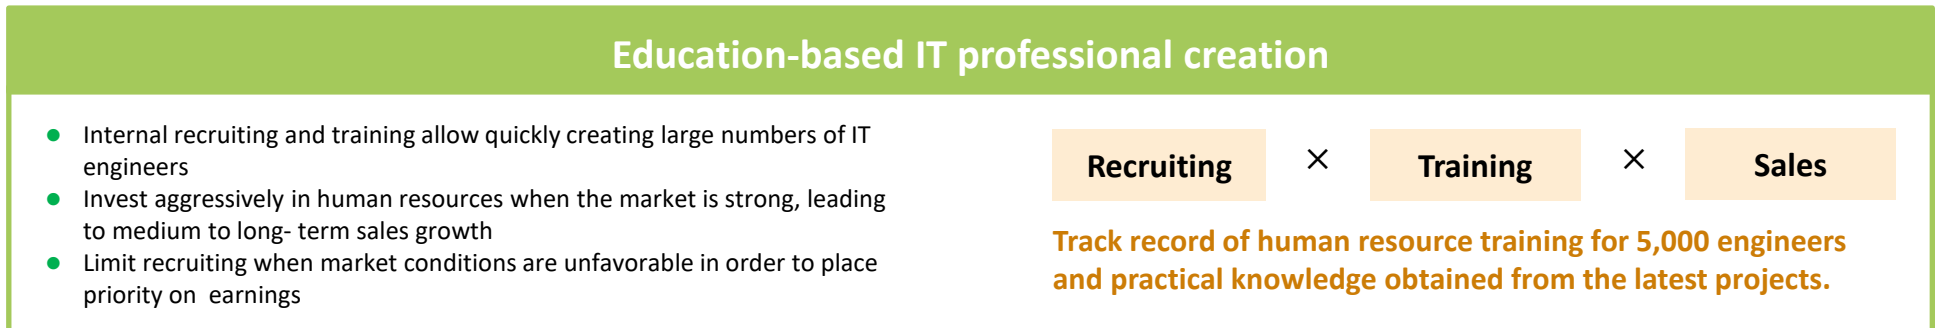 Education-based IT professional creation
● Internal recruiting and training allow quickly creating large numbers of IT
engineers
● Invest aggressively in human resources when the market is strong, leading
to medium to long- term sales growth
● Limit recruiting when market conditions are unfavorable in order to place
priority on  earnings
Recruiting × Training × Sales
Track record of human resource training for 5,000 engineers
and practical knowledge obtained from the latest projects.